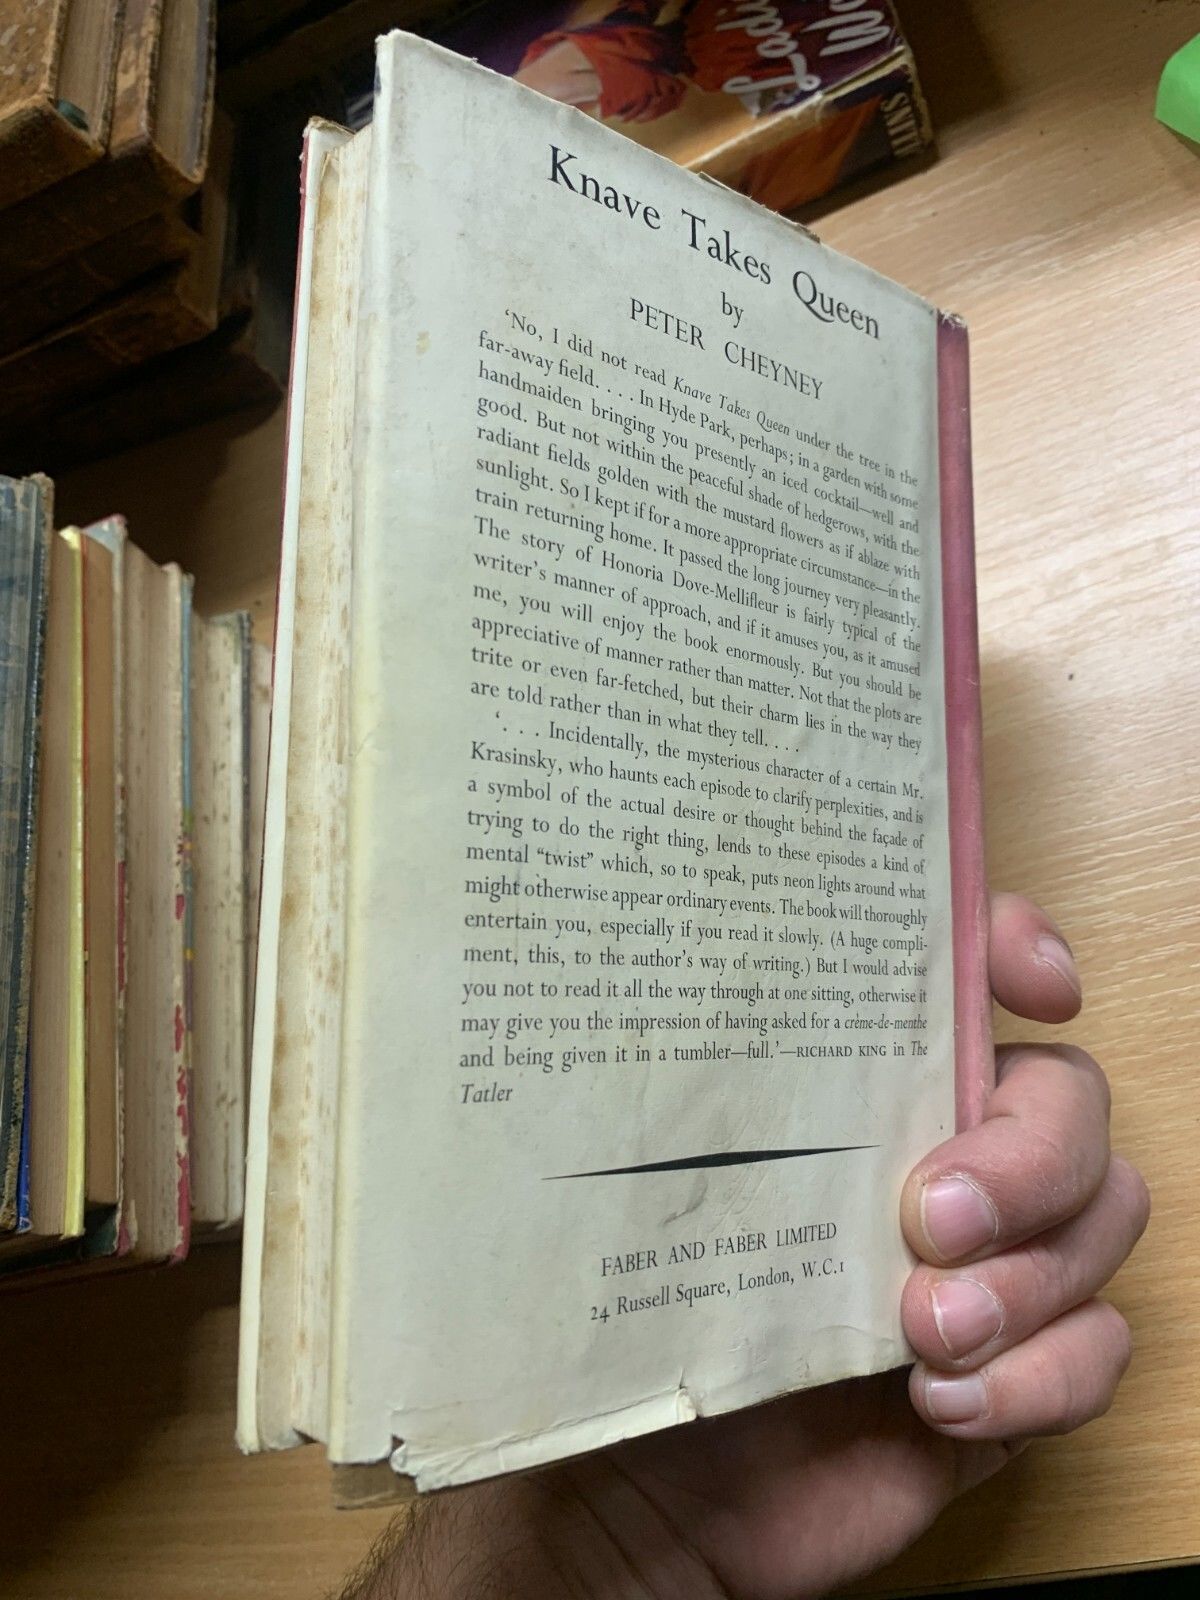 SMITH
Knave Takes Queen
by
PETER CHEYNEY
‘No, I did not read Knave Takes Queen under the tree in the
far-away field. . . . In Hyde Park, perhaps; in a garden with some
handmaiden bringing you presently an iced cocktail—well and
good. But not within the peaceful shade of hedgerows, with the
radiant fields golden with the mustard flowers as if ablaze with
sunlight. So I kept if for a more appropriate circumstance—in the
train returning home. It passed the long journey very pleasantly.
The story of Honoria Dove-Mellifleur is fairly typical of the
writer’s manner of approach, and if it amuses you, as it amused
me, you will enjoy the book enormously. But you should be
appreciative of manner rather than matter. Not that the plots are
trite or even far-fetched, but their charm lies in the way they
are told rather than in what they tell. . . .
‘. . . Incidentally, the mysterious character of a certain Mr.
Krasinsky, who haunts each episode to clarify perplexities, and is
a symbol of the actual desire or thought behind the façade of
trying to do the right thing, lends to these episodes a kind of
mental “twist” which, so to speak, puts neon lights around what
might otherwise appear ordinary events. The book will thoroughly
entertain you, especially if you read it slowly. (A huge compli-
ment, this, to the author’s way of writing.) But I would advise
you not to read it all the way through at one sitting, otherwise it
may give you the impression of having asked for a crème-de-menthe
and being given it in a tumbler—full.’—RICHARD KING in The
Tatler
FABER AND FABER LIMITED
24 Russell Square, London, W.C.1